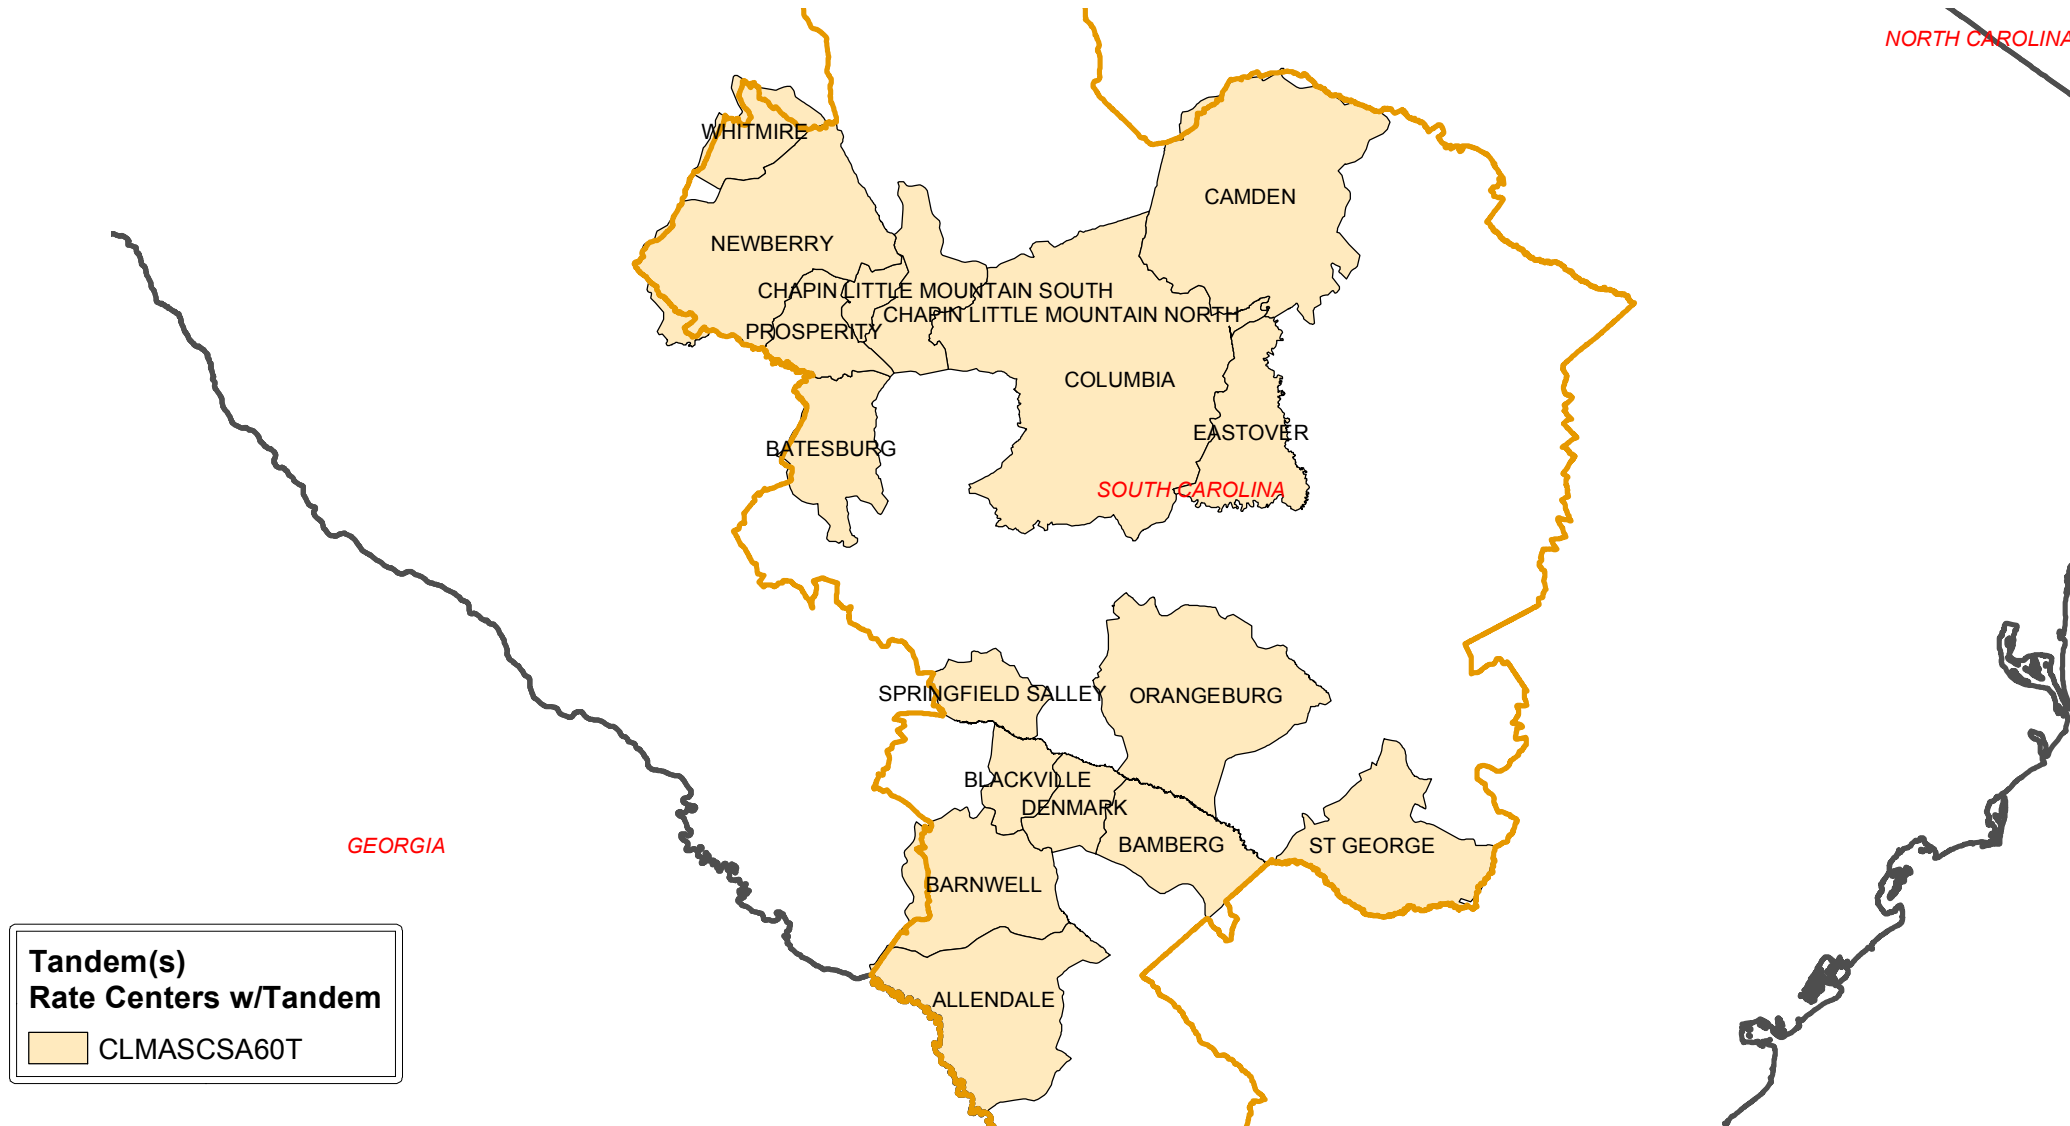 NORTH CAROLINA
WHITMIRE
CAMDEN
NEWBERRY
CHAPIN LITTLE MOUNTAIN SOUTH
CHAPIN LITTLE MOUNTAIN NORTH
PROSPERITY
COLUMBIA
EASTOVER
BATESBURG
SOUTH CAROLINA
SPRINGFIELD SALLEY
ORANGEBURG
BLACKVILLE
DENMARK
BAMBERG
ST GEORGE
GEORGIA
BARNWELL
ALLENDALE
Tandem(s)
Rate Centers w/Tandem
CLMASCSA60T